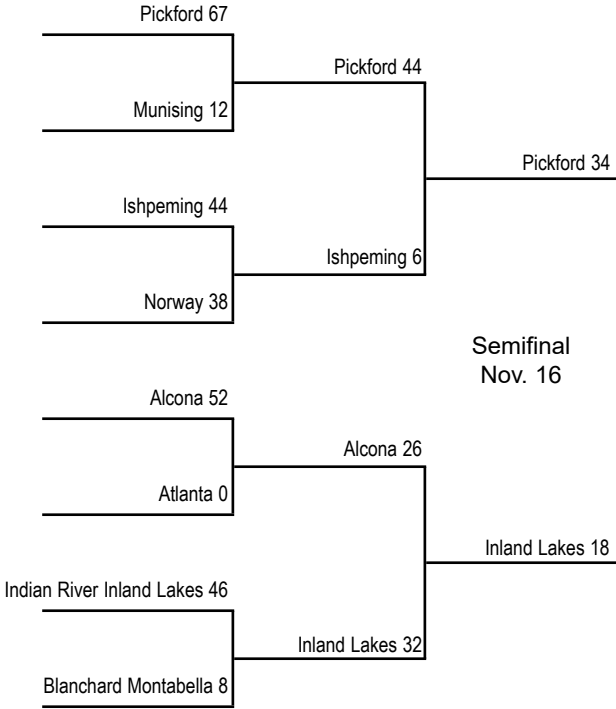 Pickford 67
Pickford 44
Munising 12
Pickford 34
Ishpeming 44
Ishpeming 6
Norway 38
Semifinal
Nov. 16
Alcona 52
Alcona 26
Atlanta 0
Inland Lakes 18
Indian River Inland Lakes 46
Inland Lakes 32
Blanchard Montabella 8